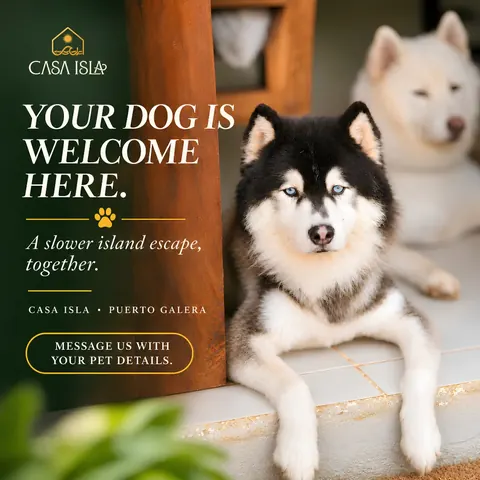 CASA ISLA
YOUR DOG IS
WELCOME
HERE.
A slower island escape,
together.
CASA ISLA • PUERTO GALERA
MESSAGE US WITH
YOUR PET DETAILS.